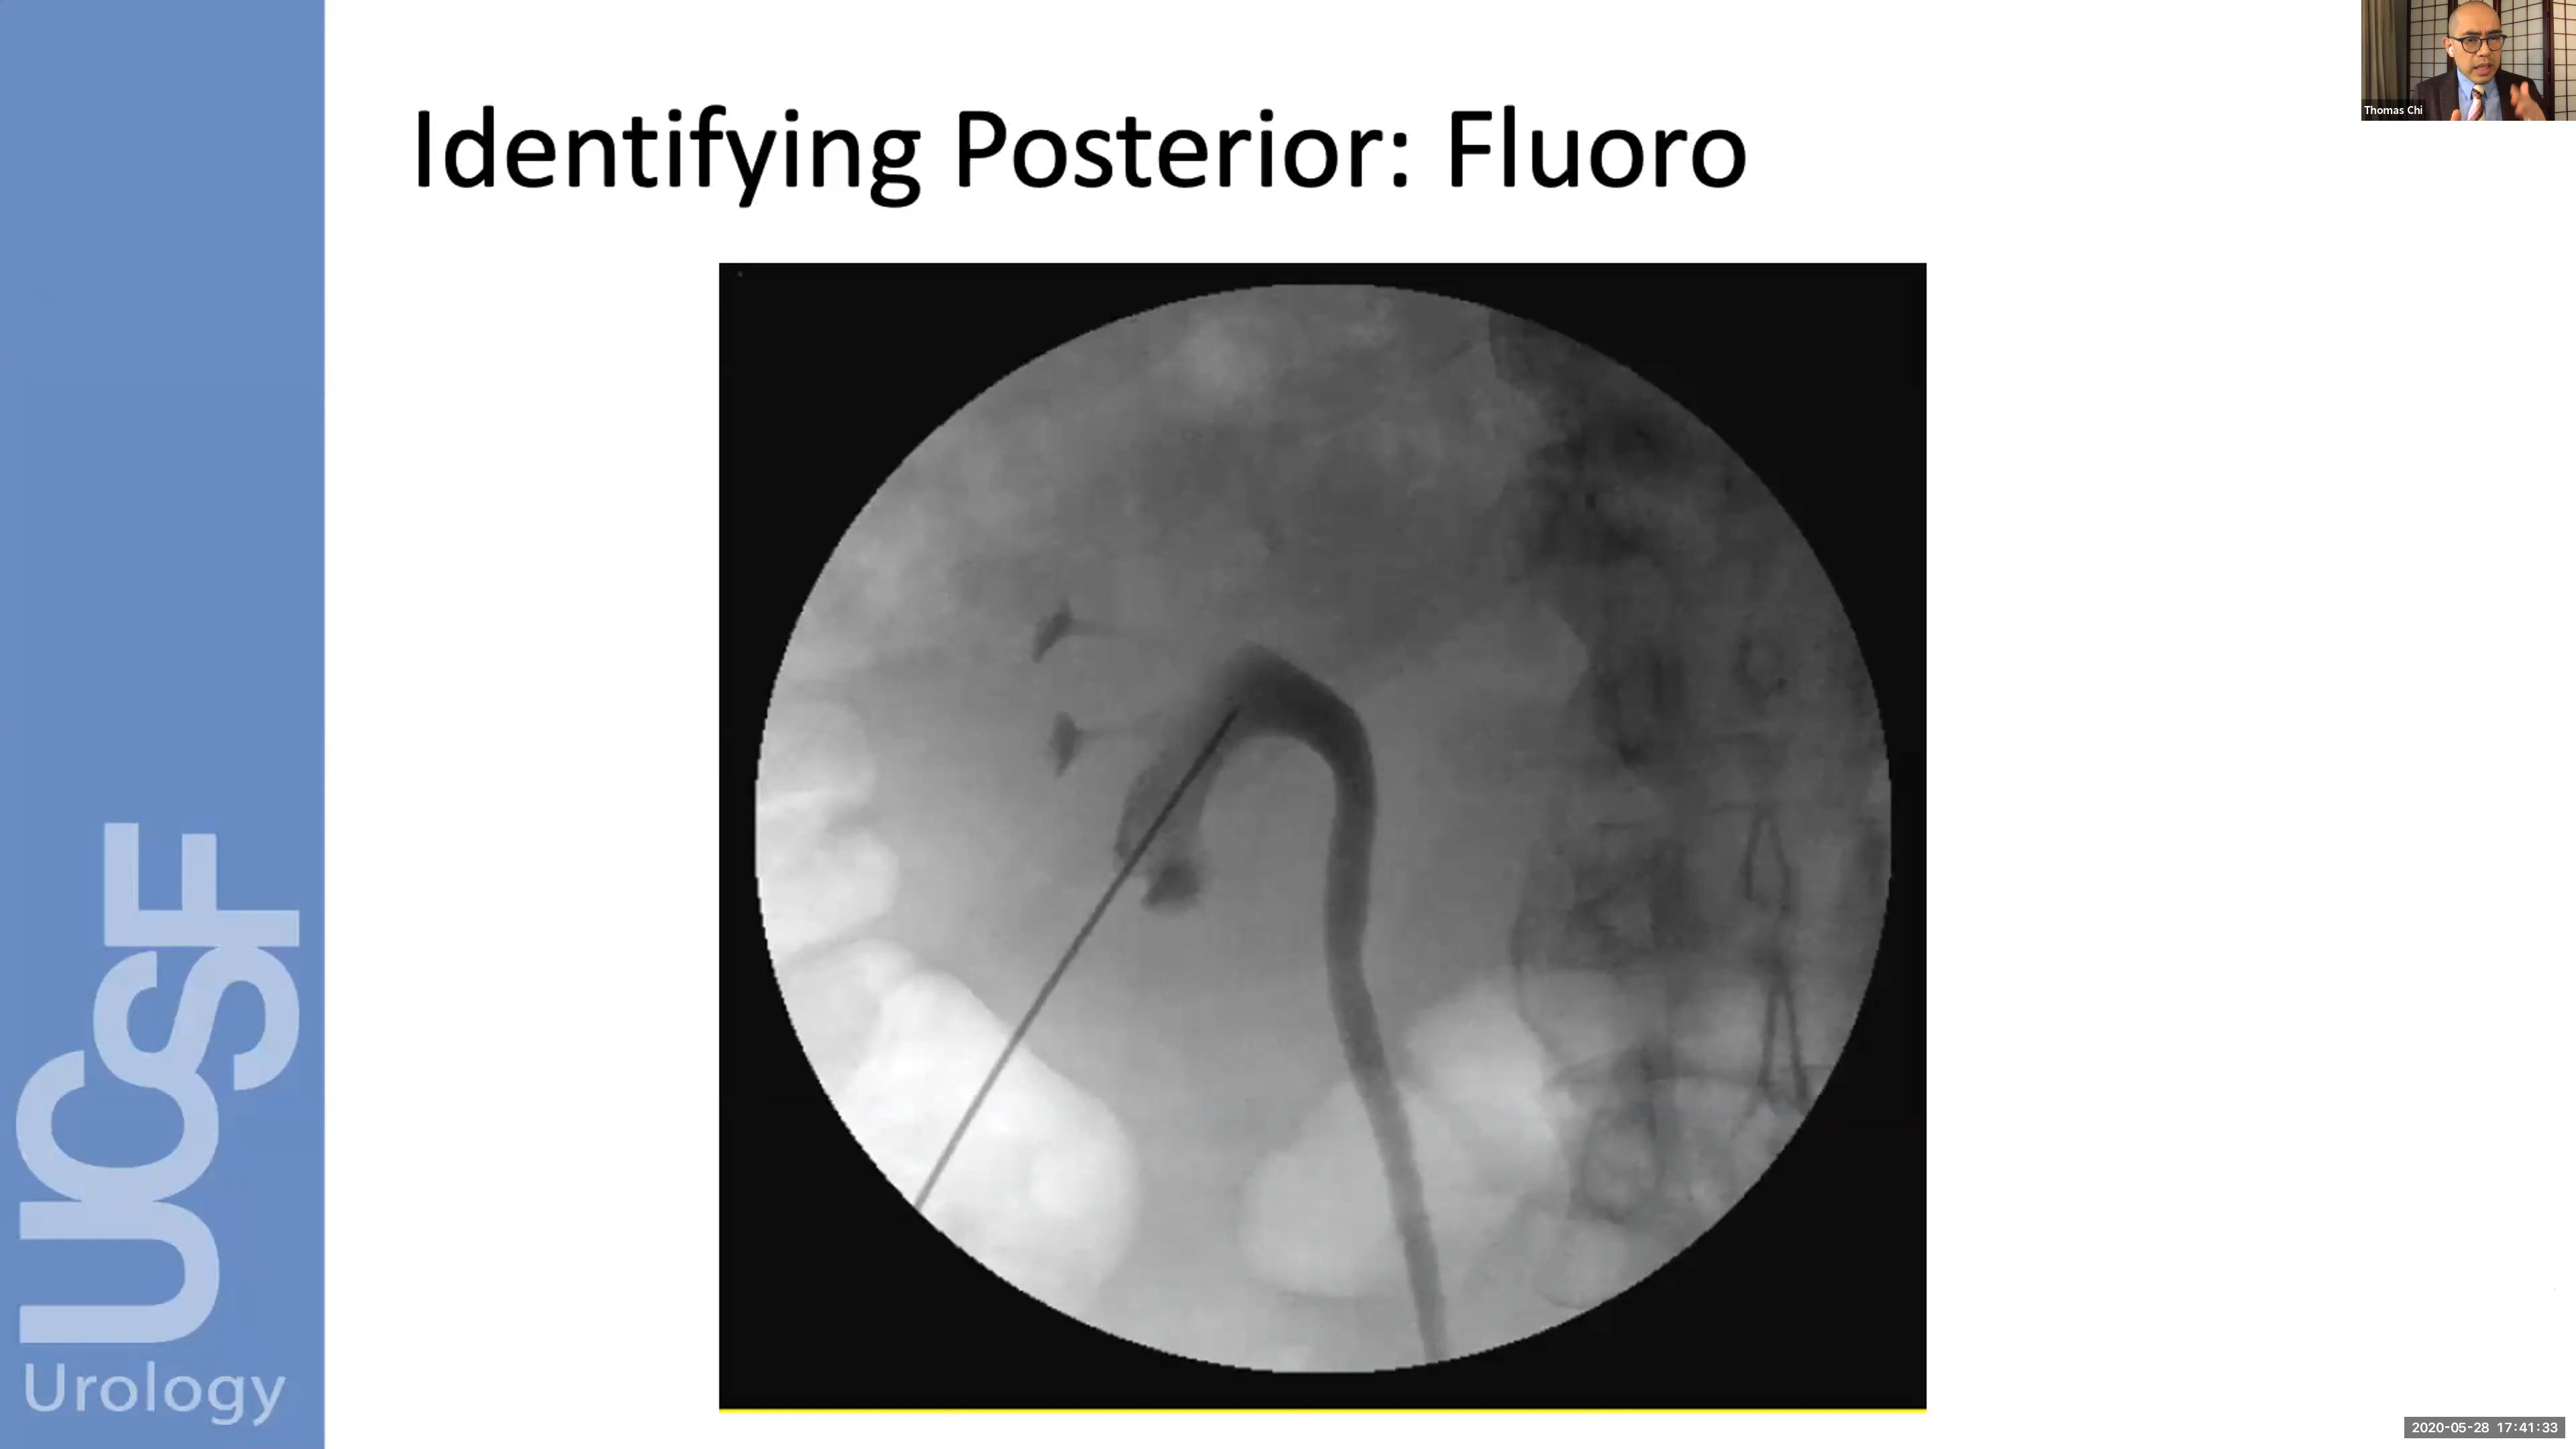 Identifying Posterior: Fluoro
Thomas Chi
UCSF
Urology
2020-05-28 17:41:33